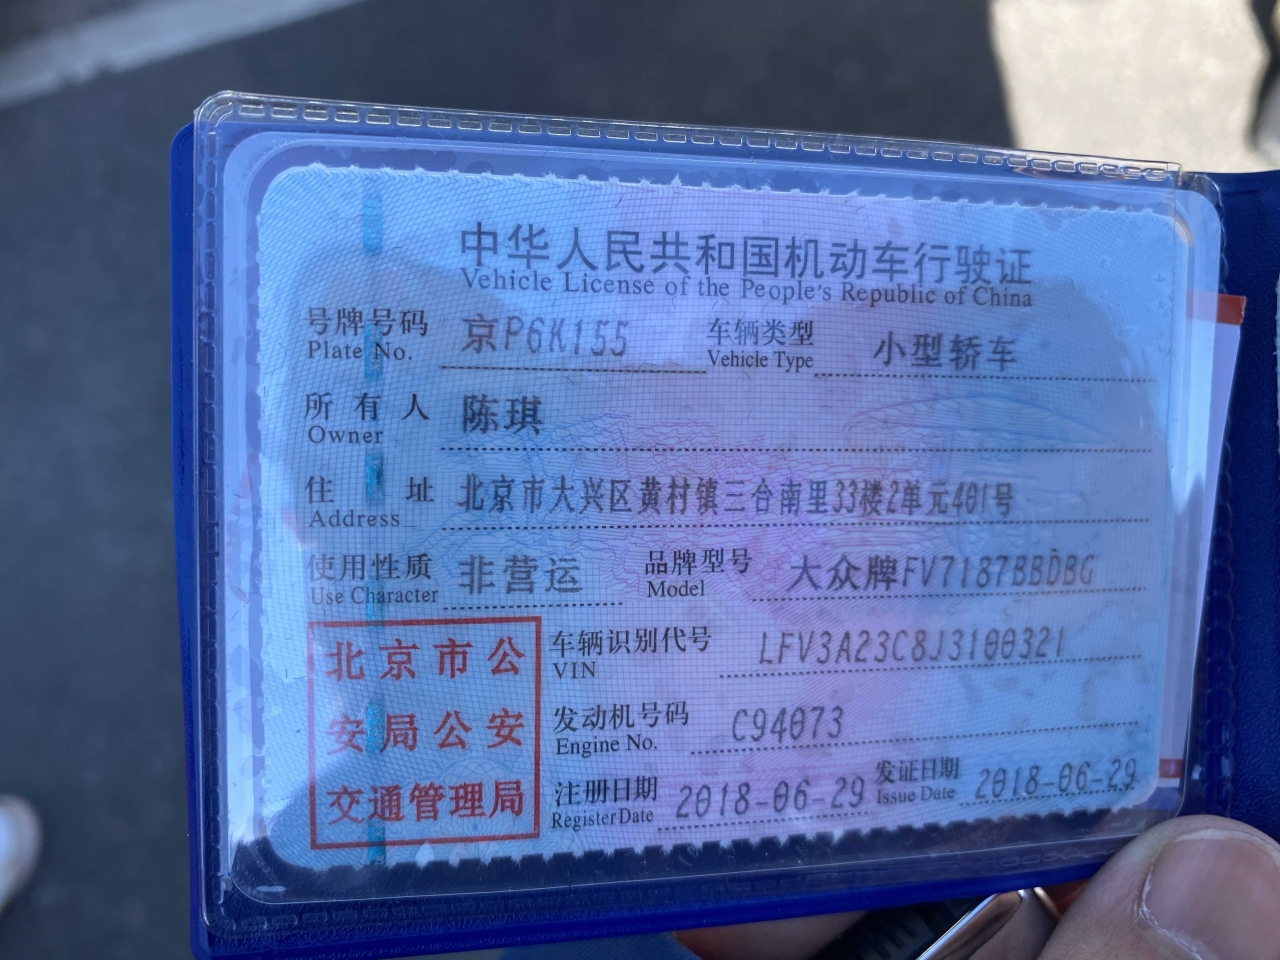 中华人民共和国机动车行驶证
Vehicle License of the People's Republic of China
号牌号码 京P6K155 车辆类型 小型轿车
Plate No. Vehicle Type
所有人 陈琪
Owner
住址 北京市大兴区黄村镇三合南里33楼2单元401号
Address
使用性质 非营运 品牌型号 大众牌FV7187BBDBG
Use Character Model
北京市公
安局公安
交通管理局
车辆识别代号 LFV3A23C8J3100321
VIN
发动机号码 C94073
Engine No.
注册日期 2018-06-29 发证日期 2018-06-29
Register Date Issue Date